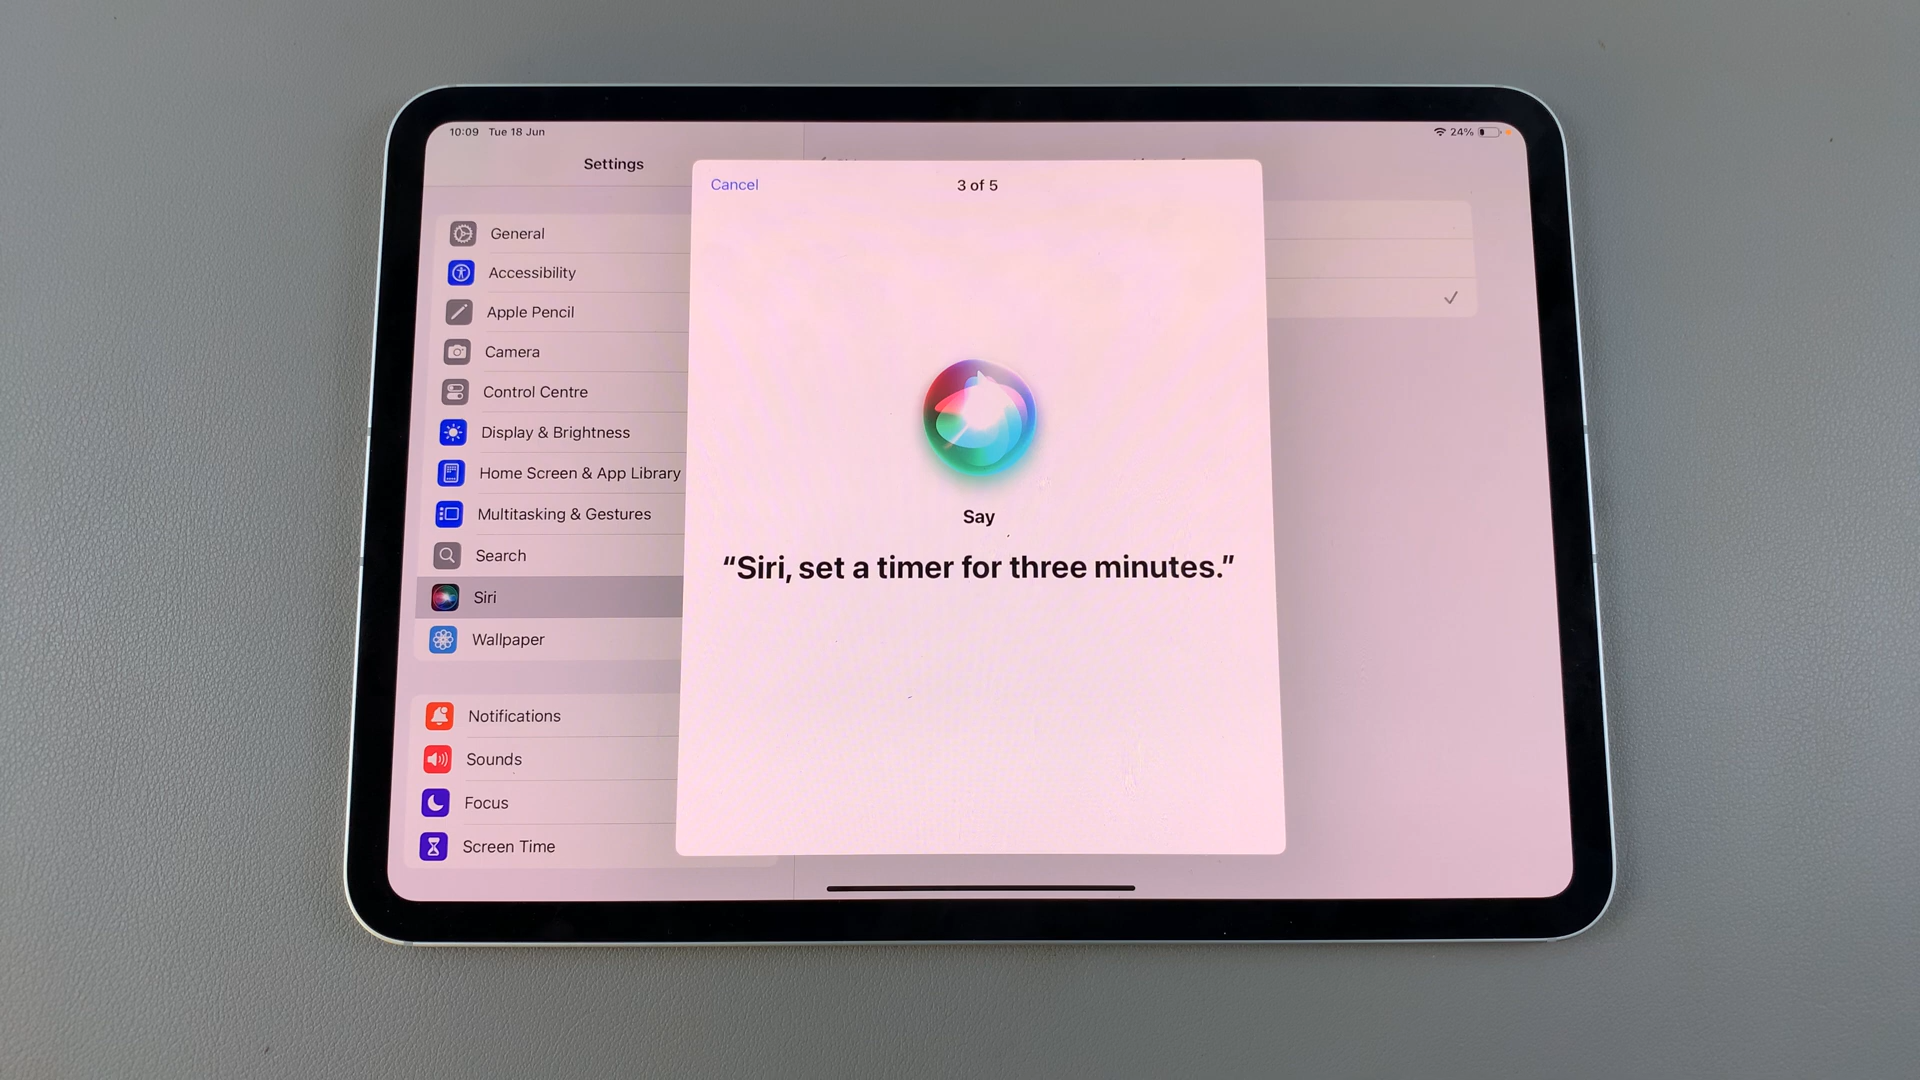 10:09 Tue 18 Jun
24%
Settings
General
Accessibility
Apple Pencil
Camera
Control Centre
Display & Brightness
Home Screen & App Library
Multitasking & Gestures
Search
Siri
Wallpaper
Notifications
Sounds
Focus
Screen Time
Cancel
3 of 5
Say
“Siri, set a timer for three minutes.”